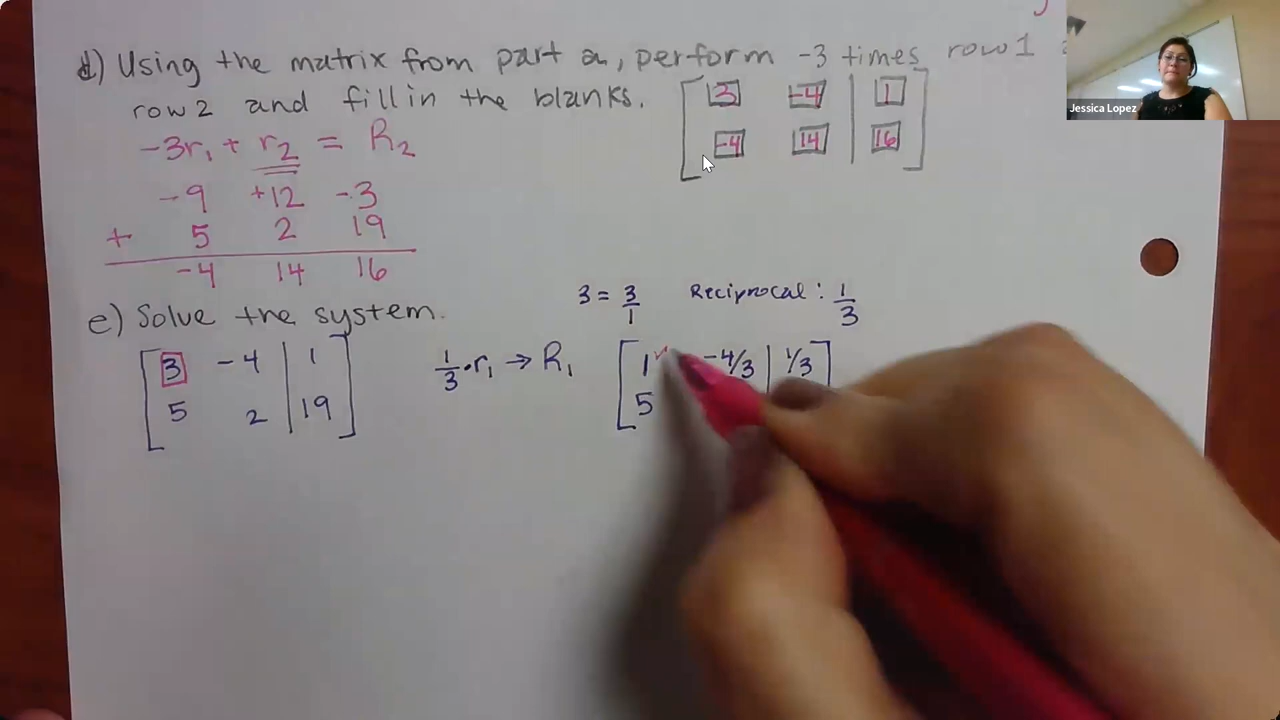 d) Using the matrix from part a, perform -3 times row 1
row2 and fill in the blanks.
[ 3 -4 | 1 ]
[ -4 14 | 16 ]
-3r₁ + r₂ = R₂
-9 +12 -3
+ 5 2 19
-4 14 16
e) Solve the system.
3 = 3/1 Reciprocal: 1/3
[ 3 -4 | 1 ] 1/3 • r₁ → R₁ [ 1 -4/3 | 1/3 ]
[ 5 2 | 19 ] [ 5
Jessica Lopez